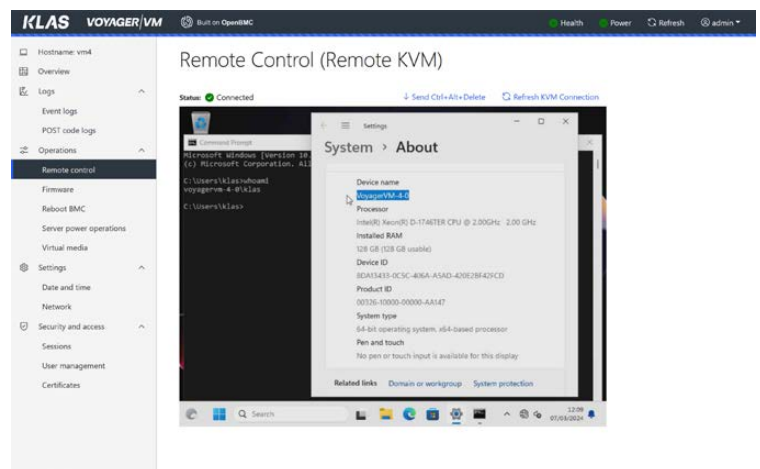 KLAS VOYAGER|VM Built on OpenBMC Health Power Refresh admin
Hostname: vm4
Overview
Logs
Event logs
POST code logs
Operations
Remote control
Firmware
Reboot BMC
Server power operations
Virtual media
Settings
Date and time
Network
Security and access
Sessions
User management
Certificates
Remote Control (Remote KVM)
Status: Connected Send Ctrl+Alt+Delete Refresh KVM Connection
Command Prompt
Microsoft Windows [Version 10.
(c) Microsoft Corporation. All
C:\Users\klas>whoami
voyagervm-4-0\klas
C:\Users\klas>
Settings
System > About
Device name
VoyagerVM-4-0
Processor
Intel(R) Xeon(R) D-1746TER CPU @ 2.00GHz 2.00 GHz
Installed RAM
128 GB (128 GB usable)
Device ID
Product ID
00326-10000-00000-AA147
System type
64-bit operating system, x64-based processor
Pen and touch
No pen or touch input is available for this display
Related links Domain or workgroup System protection
Search
12:09